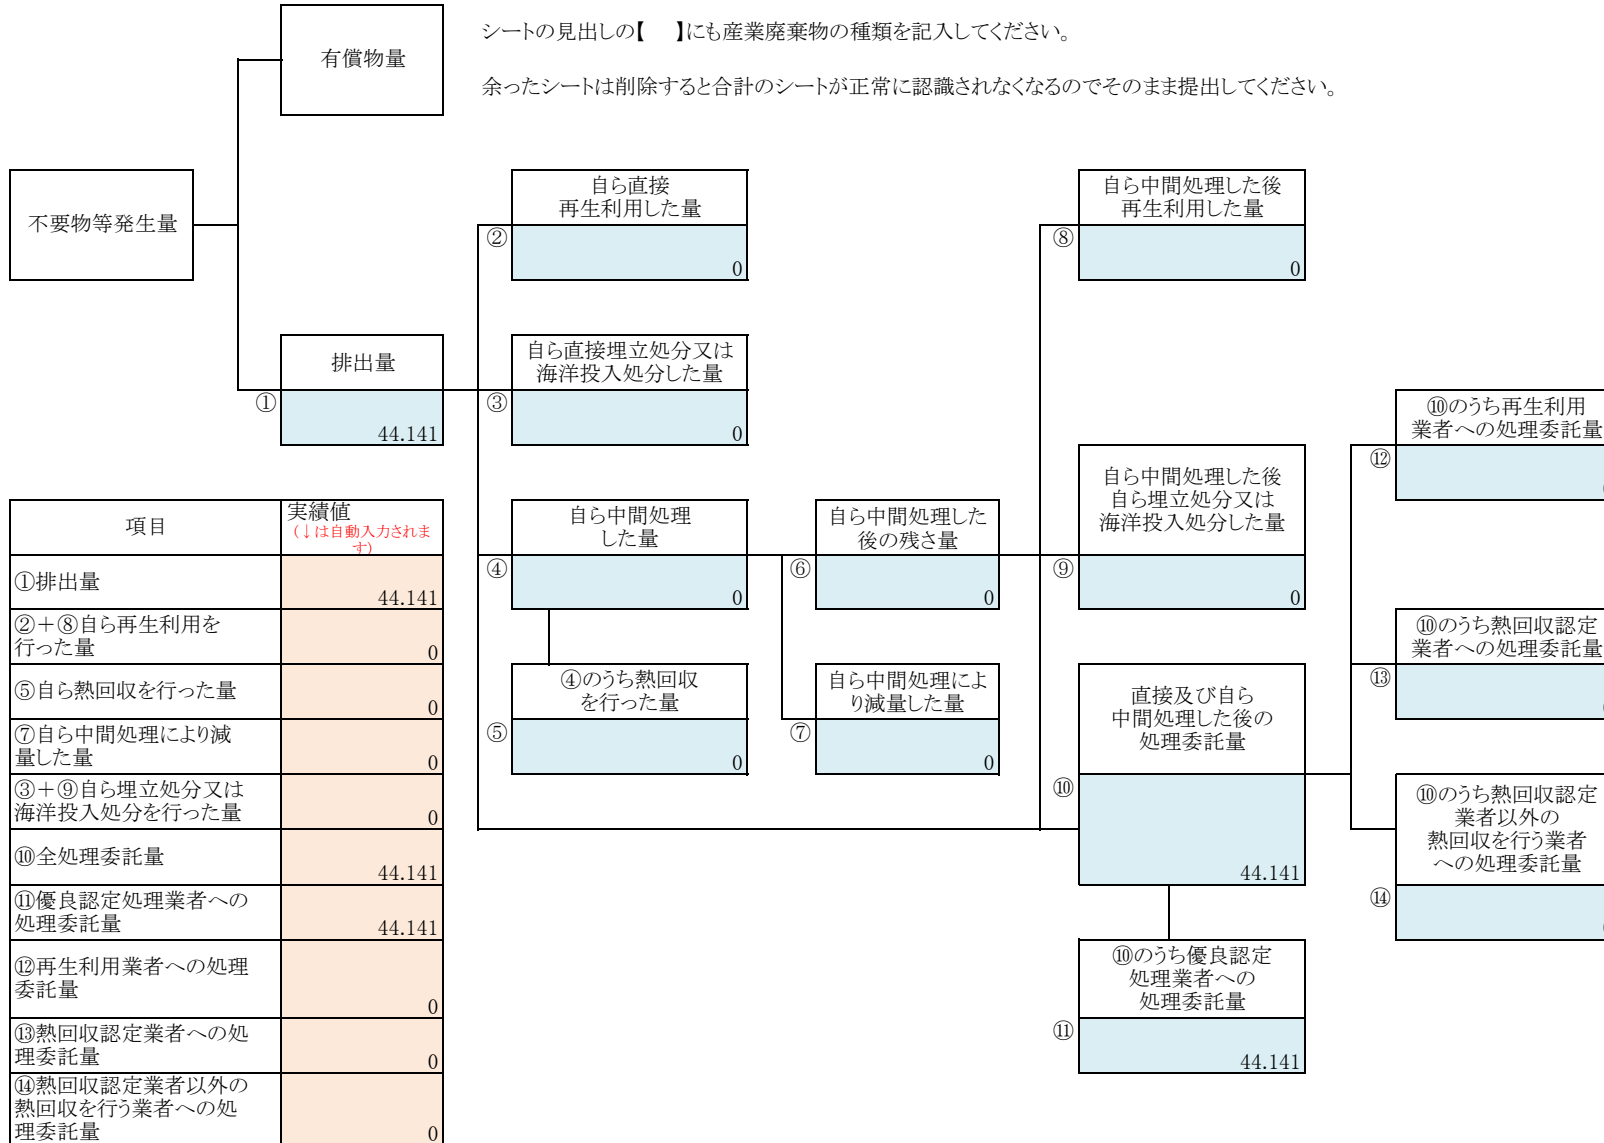 シートの見出しの【　】にも産業廃棄物の種類を記入してください。
有償物量
余ったシートは削除すると合計のシートが正常に認識されなくなるのでそのまま提出してください。
不要物等発生量
自ら直接
再生利用した量
②
0
自ら中間処理した後
再生利用した量
⑧
0
排出量
①
44.141
自ら直接埋立処分又は
海洋投入処分した量
③
0
⑩のうち再生利用
業者への処理委託量
⑫
自ら中間処理
した量
④
0
自ら中間処理した
後の残さ量
⑥
0
自ら中間処理した後
自ら埋立処分又は
海洋投入処分した量
⑨
0
⑩のうち熱回収認定
業者への処理委託量
⑬
④のうち熱回収
を行った量
⑤
0
自ら中間処理によ
り減量した量
⑦
0
直接及び自ら
中間処理した後の
処理委託量
⑩
44.141
⑩のうち熱回収認定
業者以外の
熱回収を行う業者
への処理委託量
⑭
⑩のうち優良認定
処理業者への
処理委託量
⑪
44.141
項目
実績値
（↓は自動入力されま
す）
①排出量
44.141
②＋⑧自ら再生利用を
行った量
0
⑤自ら熱回収を行った量
0
⑦自ら中間処理により減
量した量
0
③＋⑨自ら埋立処分又は
海洋投入処分を行った量
0
⑩全処理委託量
44.141
⑪優良認定処理業者への
処理委託量
44.141
⑫再生利用業者への処理
委託量
0
⑬熱回収認定業者への処
理委託量
0
⑭熱回収認定業者以外の
熱回収を行う業者への処
理委託量
0